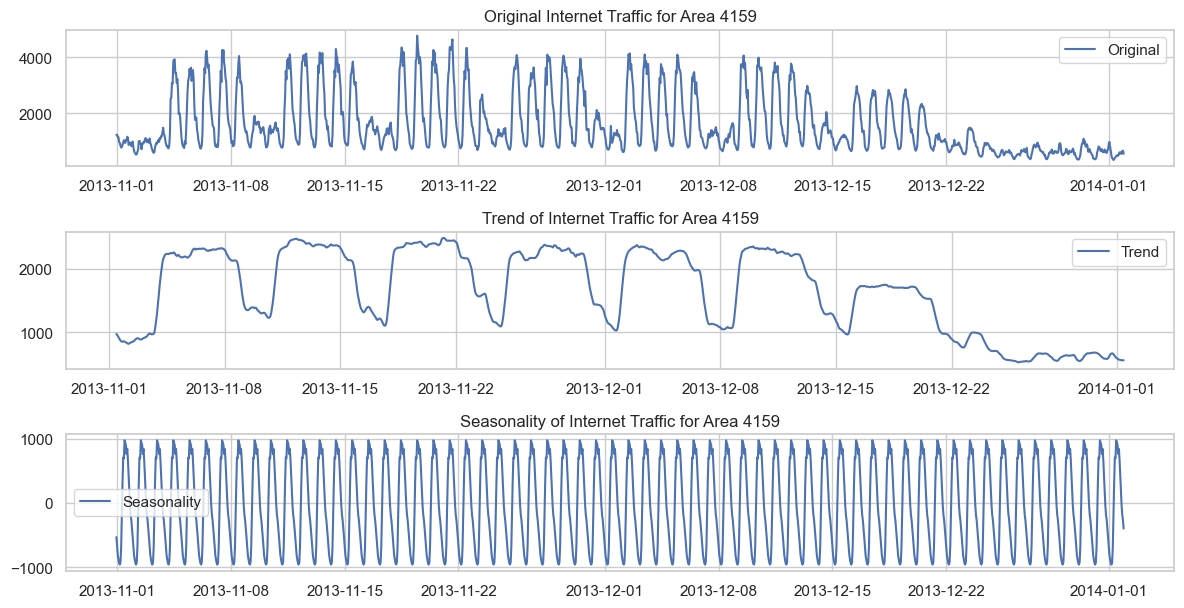 Original Internet Traffic for Area 4159
4000
2000
Original
2013-11-01 2013-11-08 2013-11-15 2013-11-22 2013-12-01 2013-12-08 2013-12-15 2013-12-22 2014-01-01
Trend of Internet Traffic for Area 4159
2000
1000
Trend
2013-11-01 2013-11-08 2013-11-15 2013-11-22 2013-12-01 2013-12-08 2013-12-15 2013-12-22 2014-01-01
Seasonality of Internet Traffic for Area 4159
1000
0
−1000
Seasonality
2013-11-01 2013-11-08 2013-11-15 2013-11-22 2013-12-01 2013-12-08 2013-12-15 2013-12-22 2014-01-01